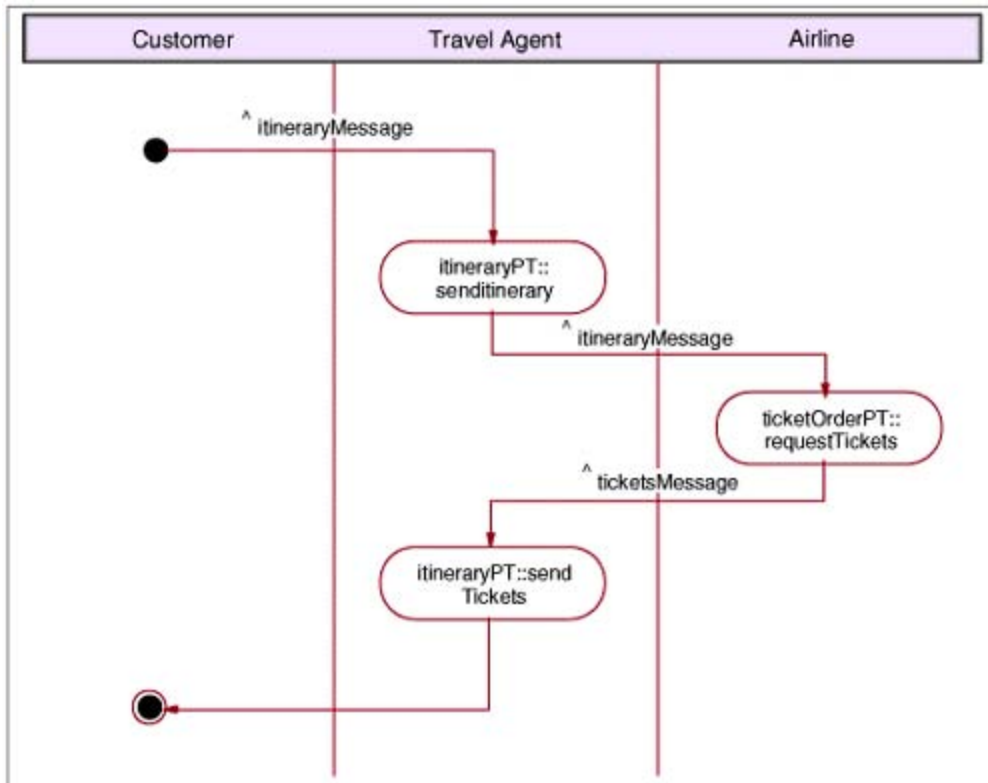 Customer
Travel Agent
Airline
^ itineraryMessage
itineraryPT::
senditinerary
^ itineraryMessage
ticketOrderPT::
requestTickets
^ ticketsMessage
itineraryPT::send
Tickets